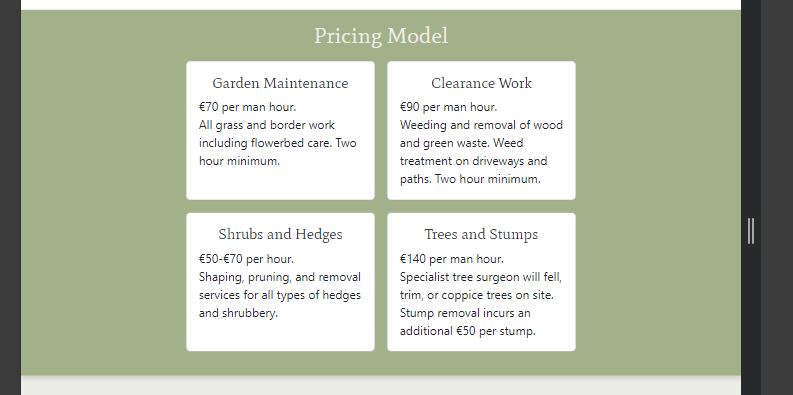 Pricing Model
Garden Maintenance
€70 per man hour.
All grass and border work
including flowerbed care. Two
hour minimum.
Clearance Work
€90 per man hour.
Weeding and removal of wood
and green waste. Weed
treatment on driveways and
paths. Two hour minimum.
Shrubs and Hedges
€50-€70 per hour.
Shaping, pruning, and removal
services for all types of hedges
and shrubbery.
Trees and Stumps
€140 per man hour.
Specialist tree surgeon will fell,
trim, or coppice trees on site.
Stump removal incurs an
additional €50 per stump.